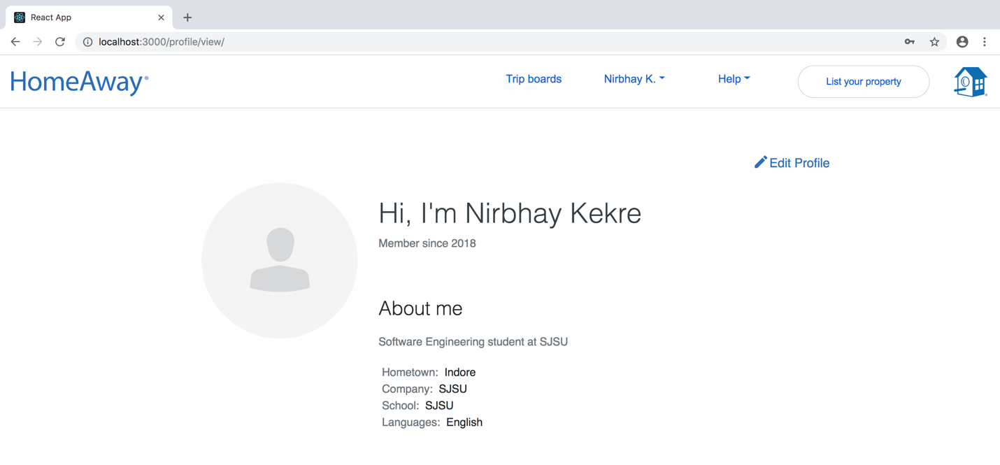 React App
localhost:3000/profile/view/
HomeAway®
Trip boards
Nirbhay K.
Help
List your property
Edit Profile
Hi, I'm Nirbhay Kekre
Member since 2018
About me
Software Engineering student at SJSU
Hometown: Indore
Company: SJSU
School: SJSU
Languages: English